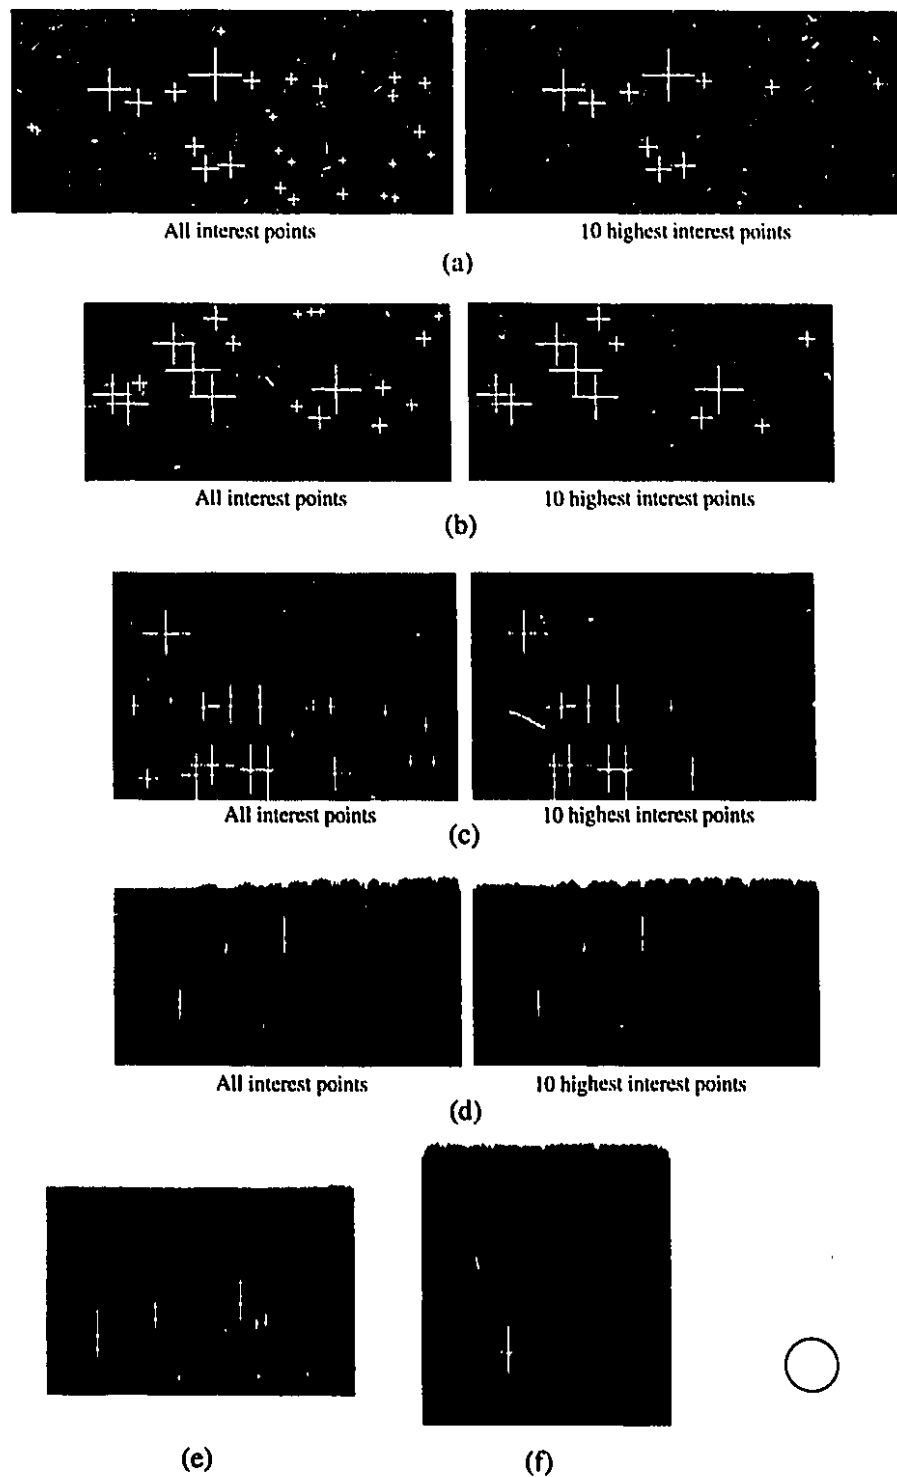 All interest points 10 highest interest points
(a)
All interest points 10 highest interest points
(b)
All interest points 10 highest interest points
(c)
All interest points 10 highest interest points
(d)
(e) (f)